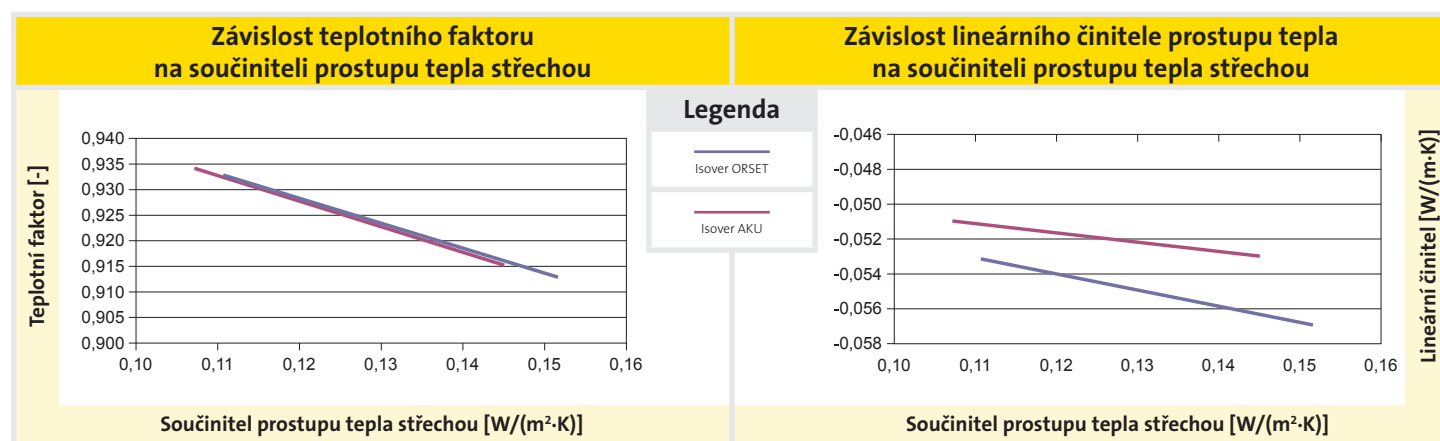 Závislost teplotního faktoru
na součiniteli prostupu tepla střechou
Závislost lineárního činitele prostupu tepla
na součiniteli prostupu tepla střechou
Teplotní faktor [-]
0,940
0,935
0,930
0,925
0,920
0,915
0,910
0,905
0,900
0,10 0,11 0,12 0,13 0,14 0,15 0,16
Součinitel prostupu tepla střechou [W/(m²·K)]
Legenda
Isover ORSET
Isover AKU
-0,046
-0,048
-0,050
-0,052
-0,054
-0,056
-0,058
0,10 0,11 0,12 0,13 0,14 0,15 0,16
Lineární činitel [W/(m·K)]
Součinitel prostupu tepla střechou [W/(m²·K)]